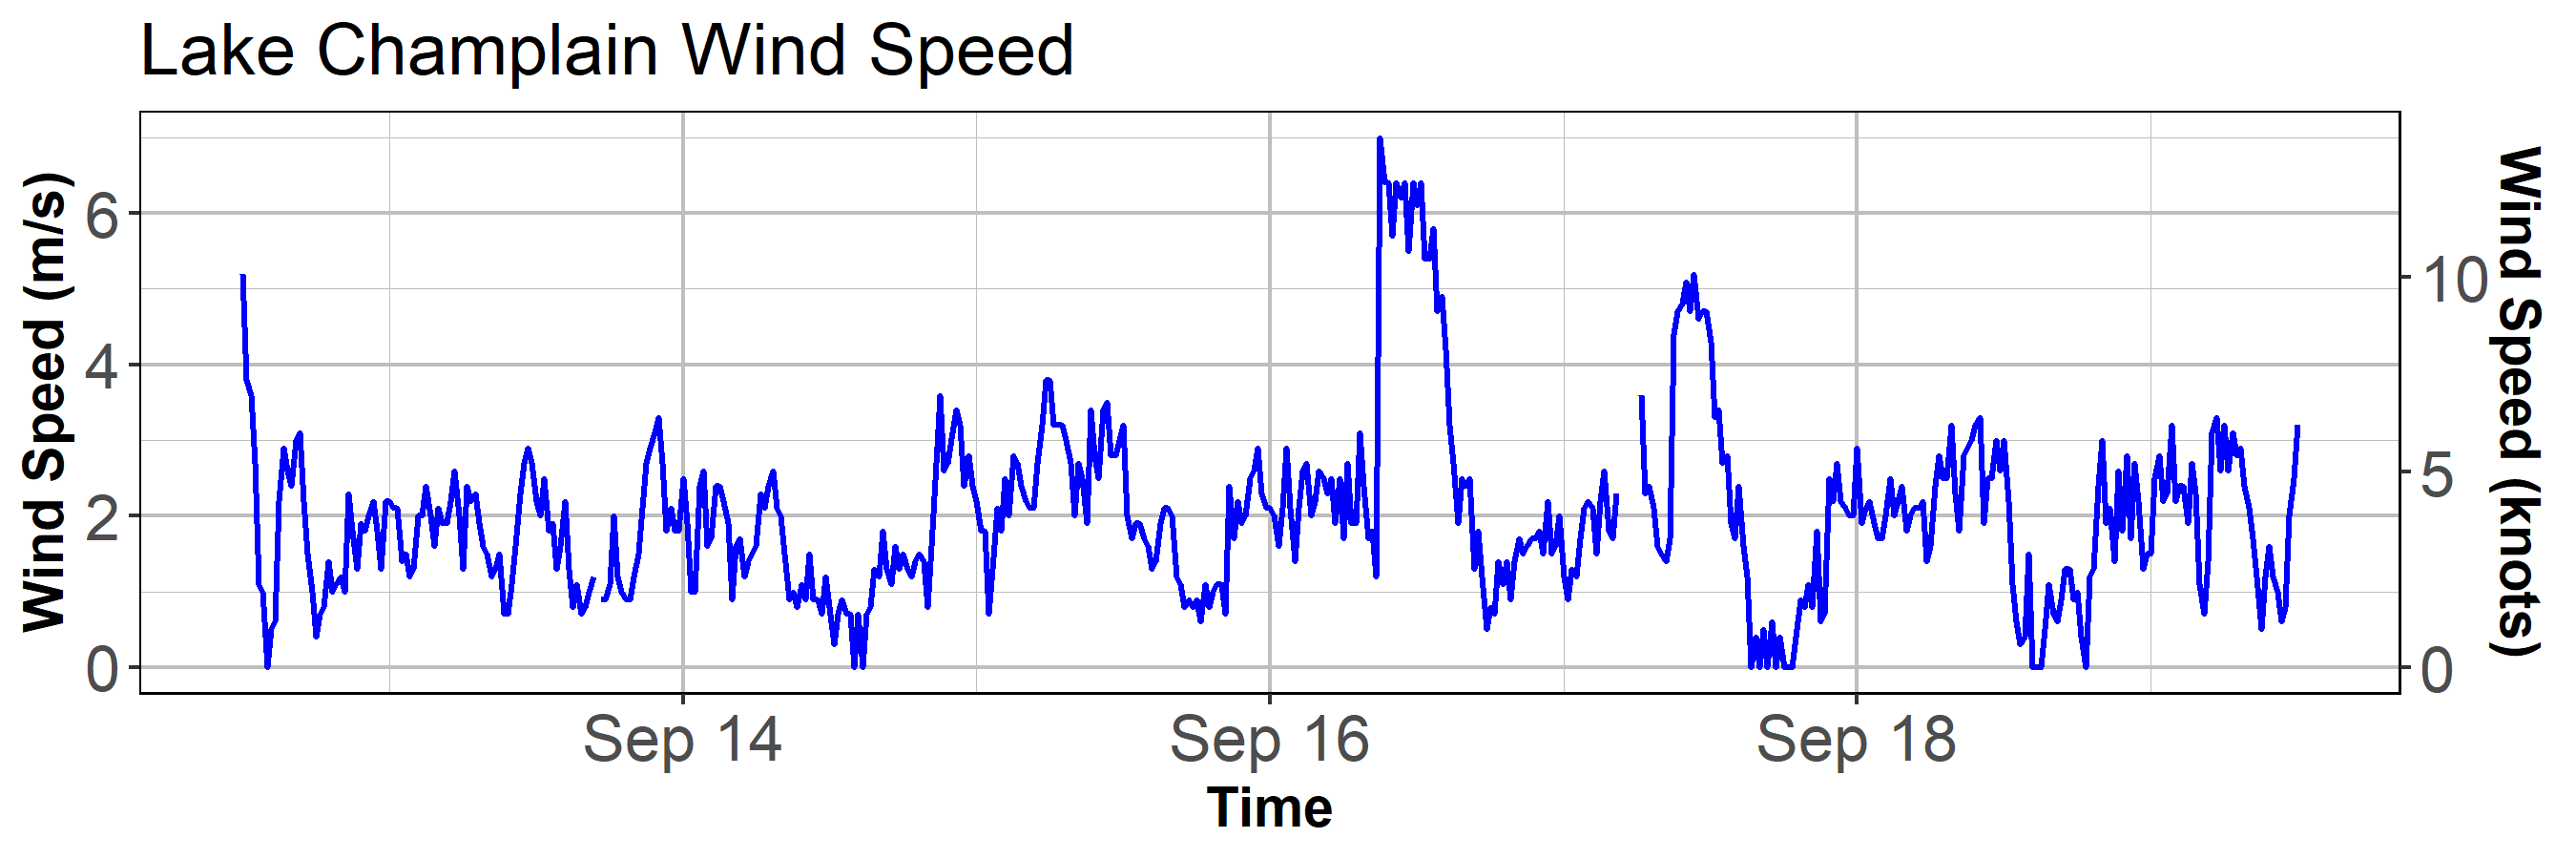 Lake Champlain Wind Speed
Wind Speed (m/s)
6
4
2
0
10
5
0
Wind Speed (knots)
Sep 14
Sep 16
Sep 18
Time